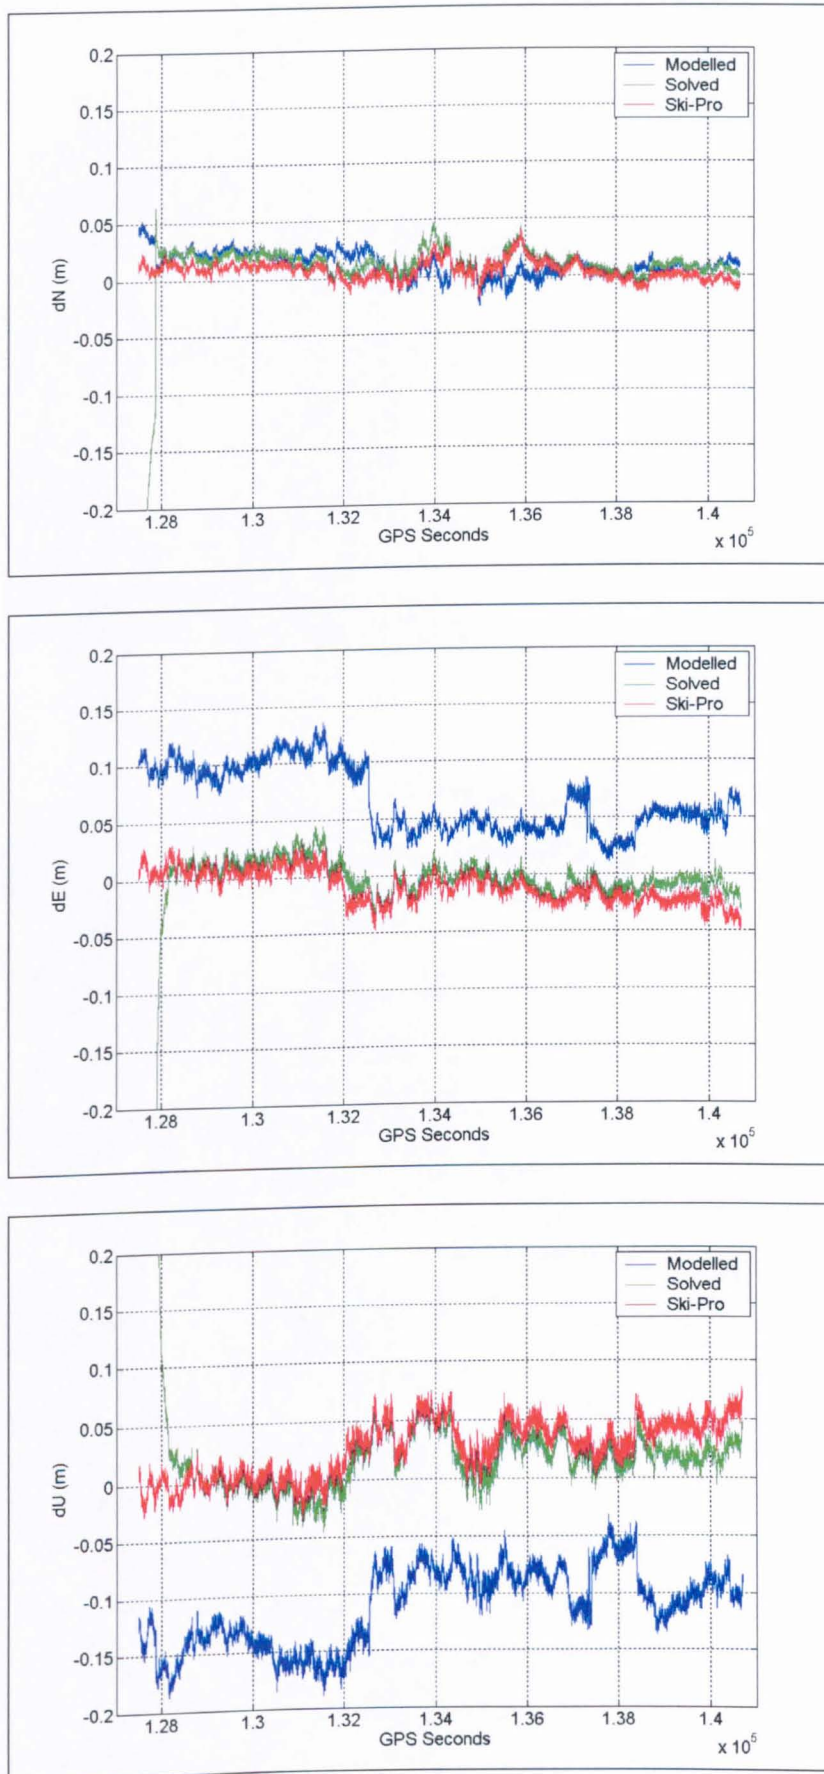 0.2
0.15
0.1
0.05
0
-0.05
-0.1
-0.15
-0.2
dN (m)
Modelled
Solved
Ski-Pro
1.28
1.3
1.32
1.34
1.36
1.38
1.4
GPS Seconds
x 10⁵
0.2
0.15
0.1
0.05
0
-0.05
-0.1
-0.15
-0.2
dE (m)
Modelled
Solved
Ski-Pro
1.28
1.3
1.32
1.34
1.36
1.38
1.4
GPS Seconds
x 10⁵
0.2
0.15
0.1
0.05
0
-0.05
-0.1
-0.15
-0.2
dU (m)
Modelled
Solved
Ski-Pro
1.28
1.3
1.32
1.34
1.36
1.38
1.4
GPS Seconds
x 10⁵